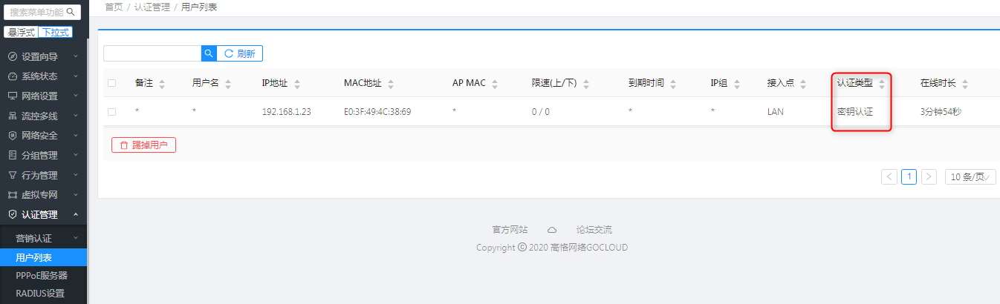 搜索菜单功能
首页 / 认证管理 / 用户列表
悬浮式 下拉式
设置向导
系统状态
网络设置
流控多线
网络安全
分组管理
行为管理
虚拟专网
认证管理
营销认证
用户列表
PPPoE服务器
RADIUS设置
刷新
备注 用户名 IP地址 MAC地址 AP MAC 限速(上/下) 到期时间 IP组 接入点 认证类型 在线时长
* * 192.168.1.23 E0:3F:49:4C:38:69 * 0 / 0 * * LAN 密钥认证 3分钟54秒
踢掉用户
1 10 条/页
官方网站 论坛交流
Copyright © 2020 高恪网络GOCLOUD